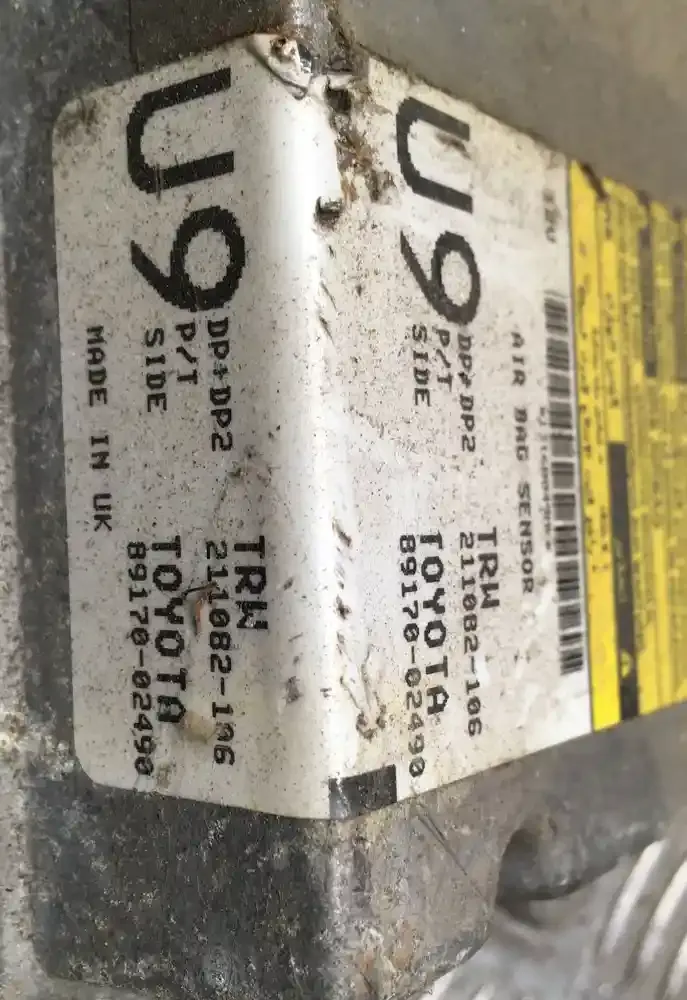 U9
DP+DP2
P/T
SIDE
MADE IN UK
TRW
211082-106
TOYOTA
89170-02490
AIR BAG SENSOR
U9
DP+DP2
P/T
SIDE
TRW
211082-106
TOYOTA
89170-02490